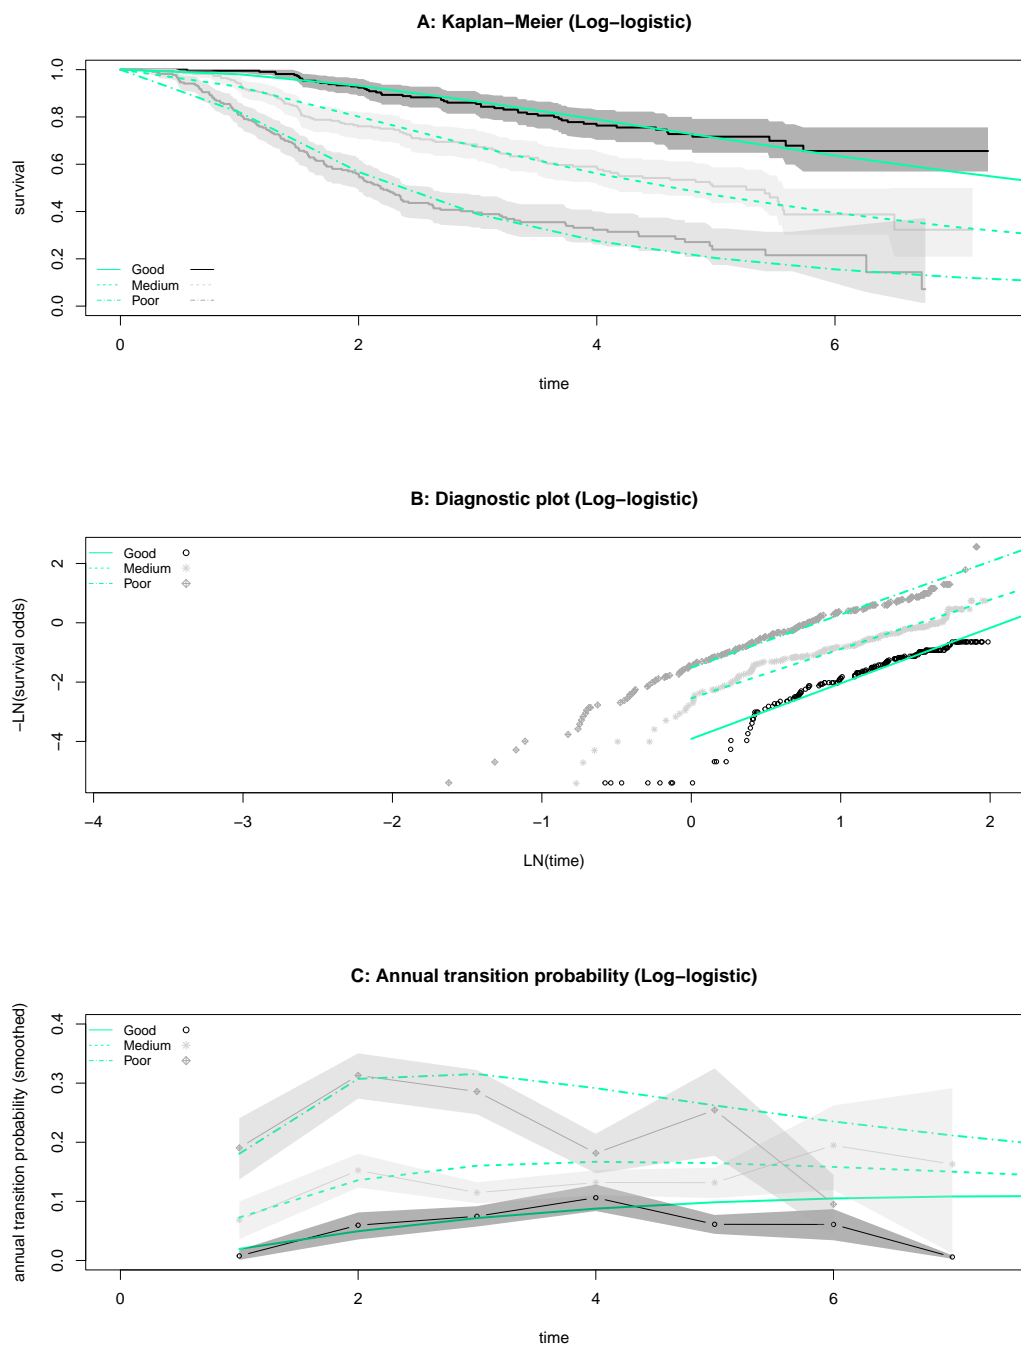 A: Kaplan−Meier (Log−logistic)
survival
1.0
0.8
0.6
0.4
0.2
0.0
Good
Medium
Poor
0 2 4 6
time
B: Diagnostic plot (Log−logistic)
−LN(survival odds)
2
0
−2
−4
Good
Medium
Poor
−4 −3 −2 −1 0 1 2
LN(time)
C: Annual transition probability (Log−logistic)
annual transition probability (smoothed)
0.4
0.3
0.2
0.1
0.0
Good
Medium
Poor
0 2 4 6
time